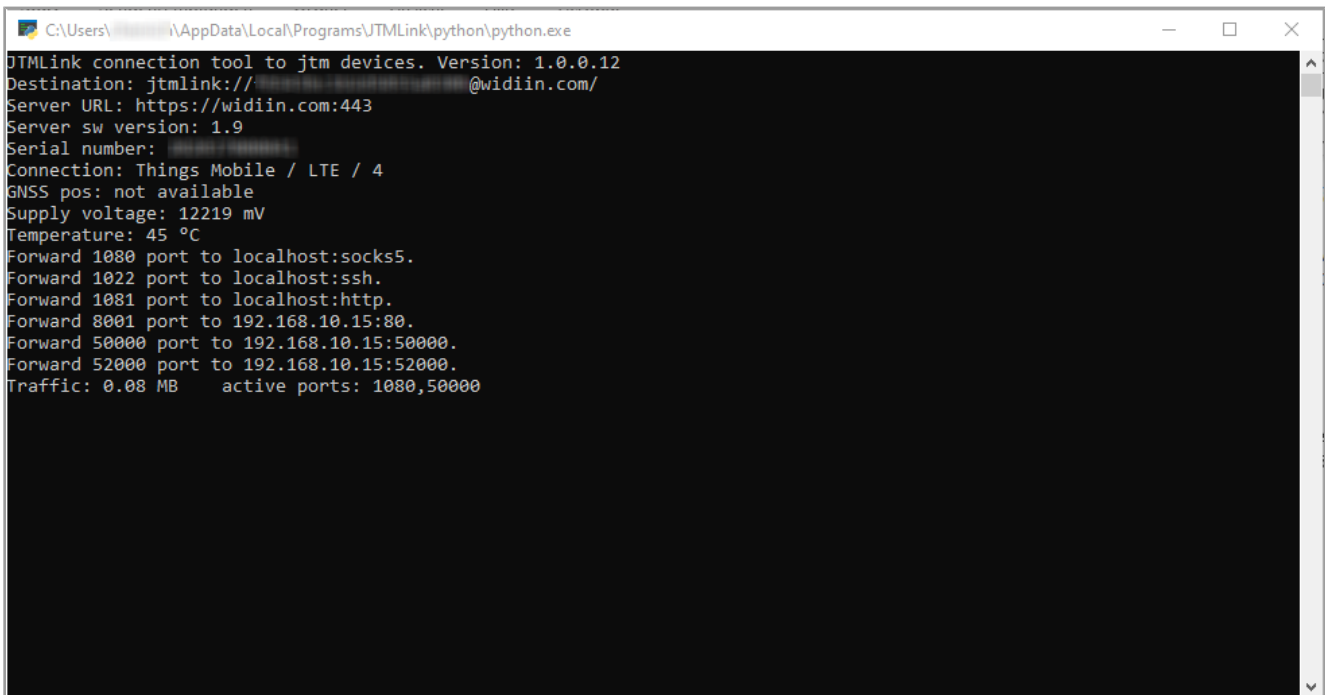 C:\Users\ \AppData\Local\Programs\JTMLink\python\python.exe
JTMLink connection tool to jtm devices. Version: 1.0.0.12
Destination: jtmlink:// @widiin.com/
Server URL: https://widiin.com:443
Server sw version: 1.9
Serial number:
Connection: Things Mobile / LTE / 4
GNSS pos: not available
Supply voltage: 12219 mV
Temperature: 45 ºC
Forward 1080 port to localhost:socks5.
Forward 1022 port to localhost:ssh.
Forward 1081 port to localhost:http.
Forward 8001 port to 192.168.10.15:80.
Forward 50000 port to 192.168.10.15:50000.
Forward 52000 port to 192.168.10.15:52000.
Traffic: 0.08 MB    active ports: 1080,50000